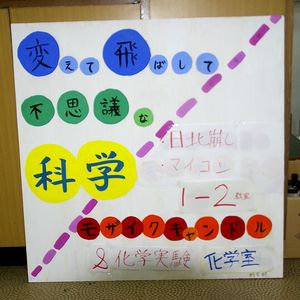 変えて飛ばして
不思議な
科学
・日北崩し
・マイコン
1-2 教室
モザイクキャンドル
&化学実験 化学室